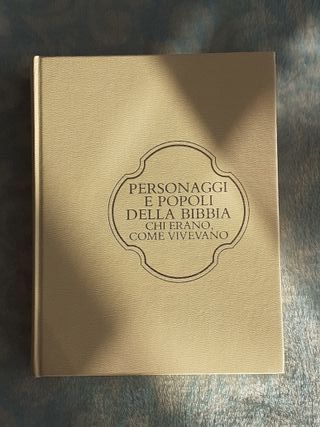 PERSONAGGI
E POPOLI
DELLA BIBBIA
CHI ERANO,
COME VIVEVANO